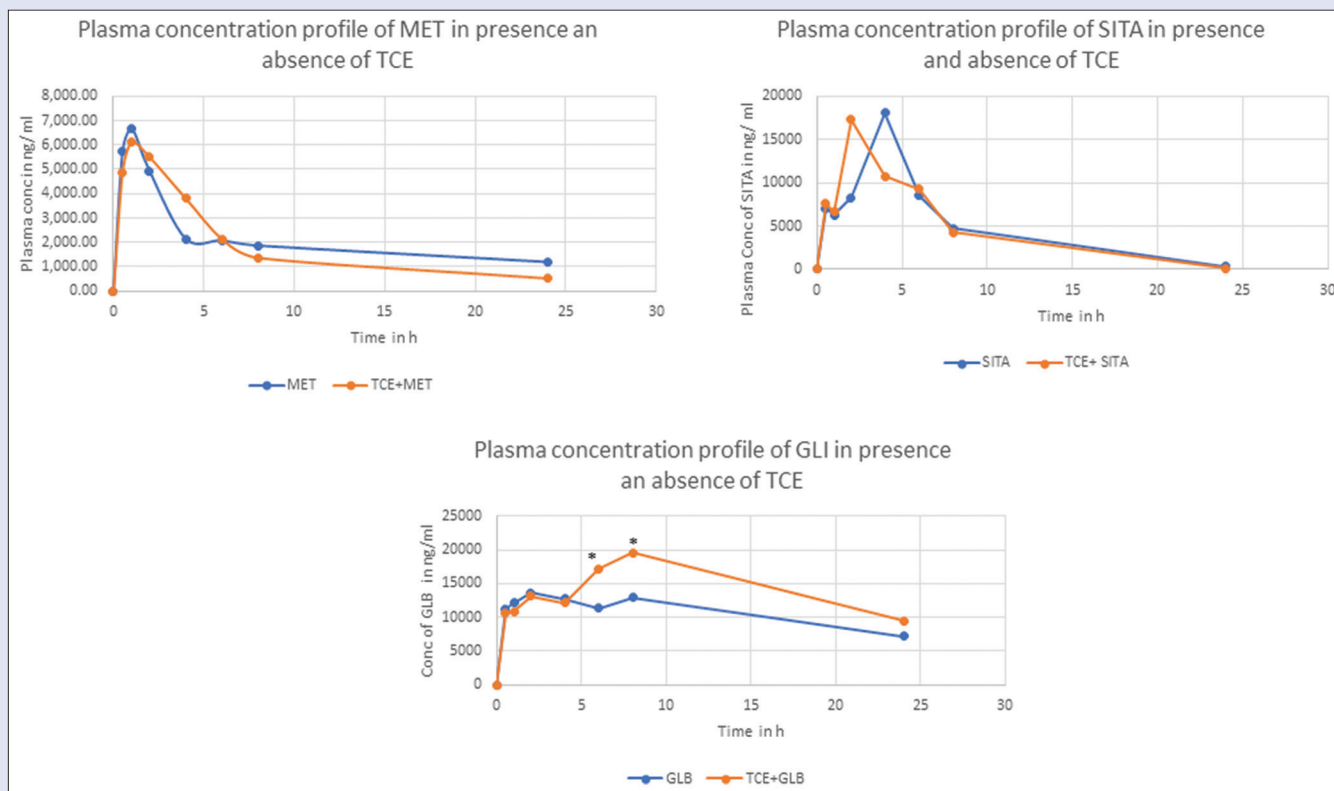 Plasma concentration profile of MET in presence an
absence of TCE
Plasma conc in ng/ ml
8,000.00
7,000.00
6,000.00
5,000.00
4,000.00
3,000.00
2,000.00
1,000.00
0.00
0 5 10 15 20 25 30
Time in h
MET TCE+MET
Plasma concentration profile of SITA in presence
and absence of TCE
Plasma Conc of SITA in ng/ ml
20000
15000
10000
5000
0
0 5 10 15 20 25 30
Time in h
SITA TCE+ SITA
Plasma concentration profile of GLI in presence
an absence of TCE
Conc of GLB in ng/ml
25000
20000
15000
10000
5000
0
* *
0 5 10 15 20 25 30
Time in h
GLB TCE+GLB